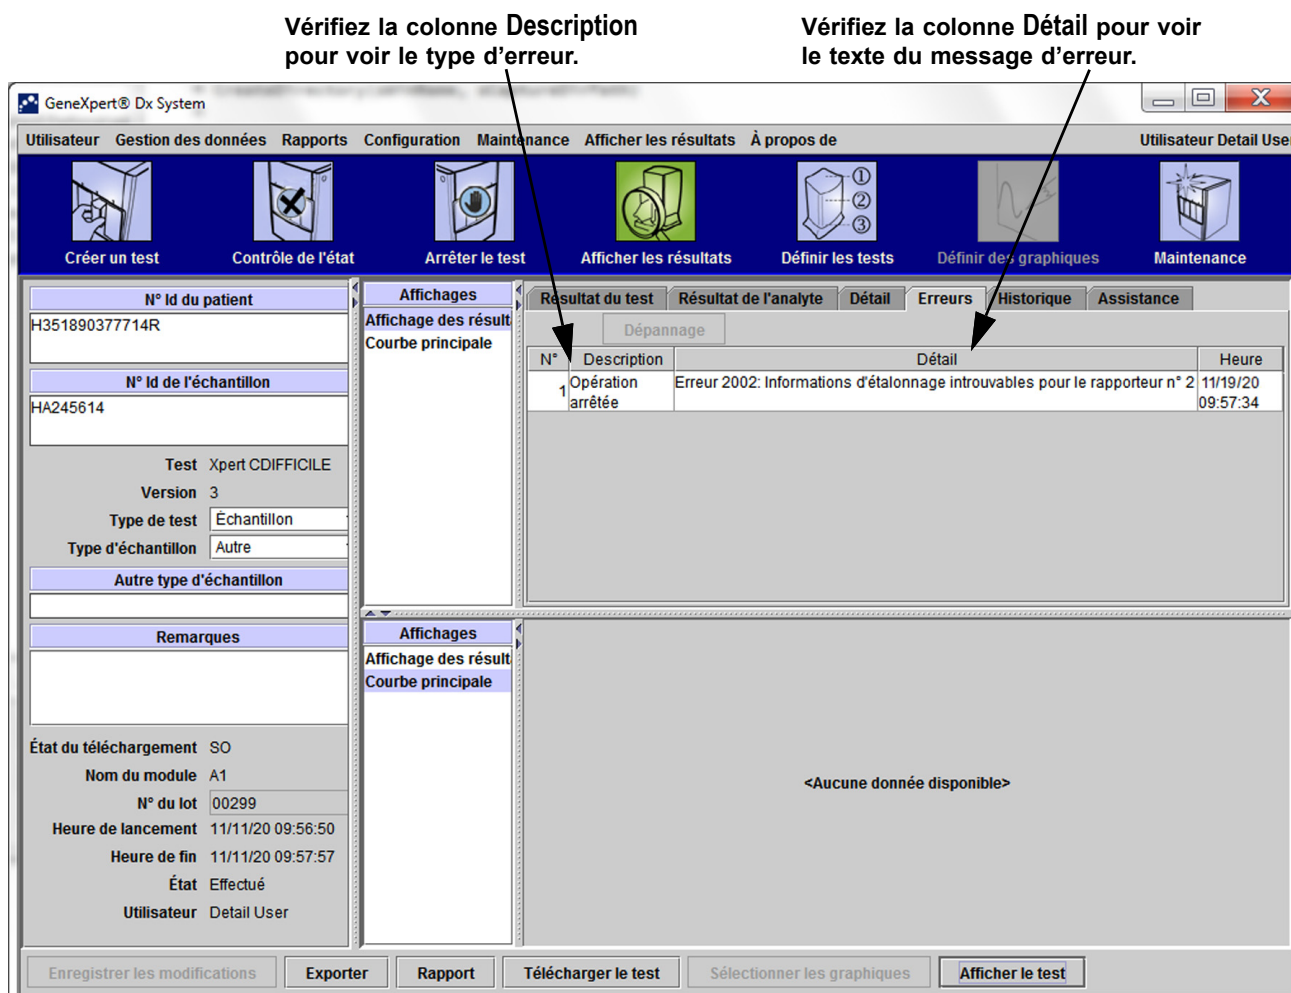 Vérifiez la colonne Description
pour voir le type d'erreur.
Vérifiez la colonne Détail pour voir
le texte du message d'erreur.
GeneXpert® Dx System
Utilisateur Gestion des données Rapports Configuration Maintenance Afficher les résultats À propos de Utilisateur Detail User
① ② ③
Créer un test Contrôle de l'état Arrêter le test Afficher les résultats Définir les tests Définir des graphiques Maintenance
N° Id du patient
H351890377714R
N° Id de l'échantillon
HA245614
Test Xpert CDIFFICILE
Version 3
Type de test Échantillon
Type d'échantillon Autre
Autre type d'échantillon
Remarques
État du téléchargement SO
Nom du module A1
N° du lot 00299
Heure de lancement 11/11/20 09:56:50
Heure de fin 11/11/20 09:57:57
État Effectué
Utilisateur Detail User
Affichages
Affichage des résult
Courbe principale
Résultat du test Résultat de l'analyte Détail Erreurs Historique Assistance
Dépannage
N° Description Détail Heure
1 Opération arrêtée Erreur 2002: Informations d'étalonnage introuvables pour le rapporteur n° 2 11/19/20 09:57:34
Affichages
Affichage des résult
Courbe principale
<Aucune donnée disponible>
Enregistrer les modifications Exporter Rapport Télécharger le test Sélectionner les graphiques Afficher le test